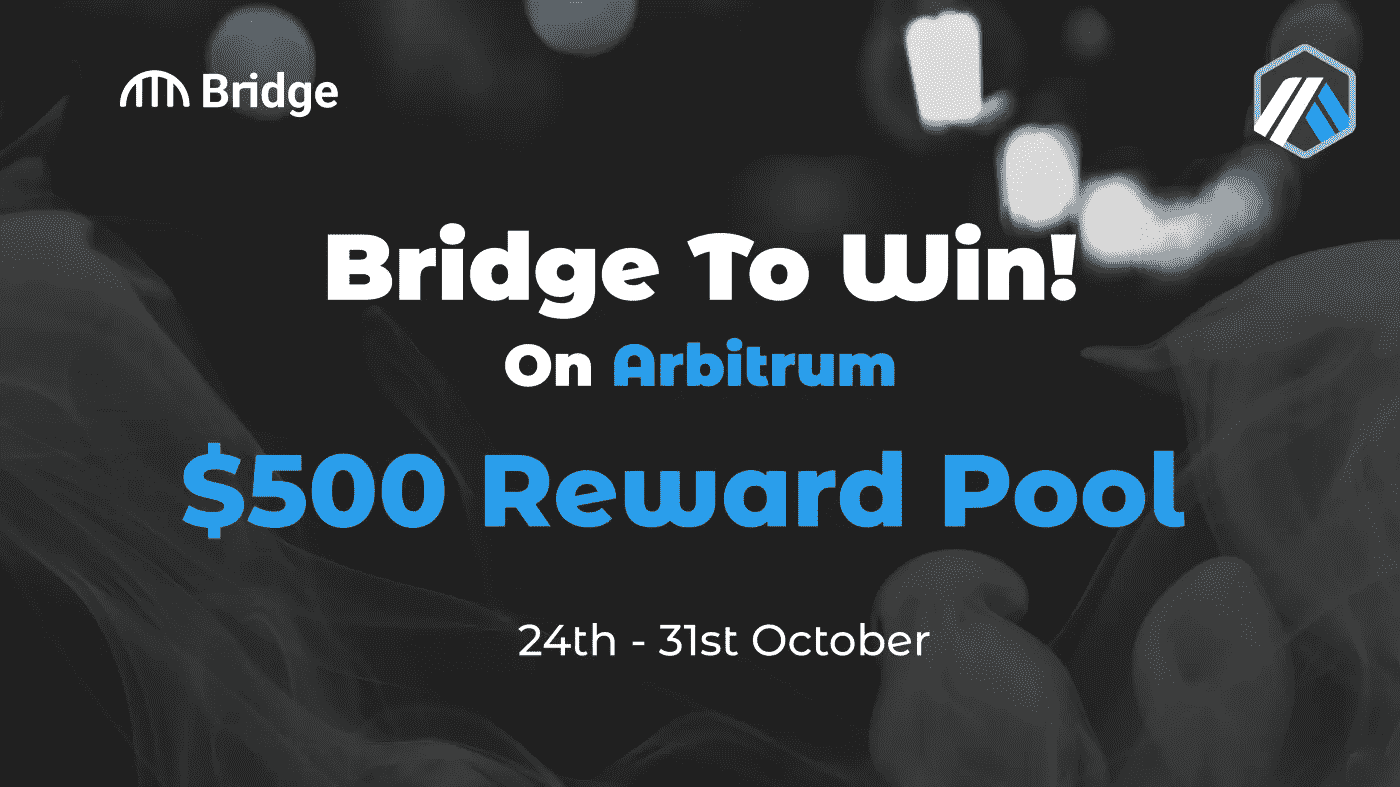 Bridge
Bridge To Win!
On Arbitrum
$500 Reward Pool
24th - 31st October